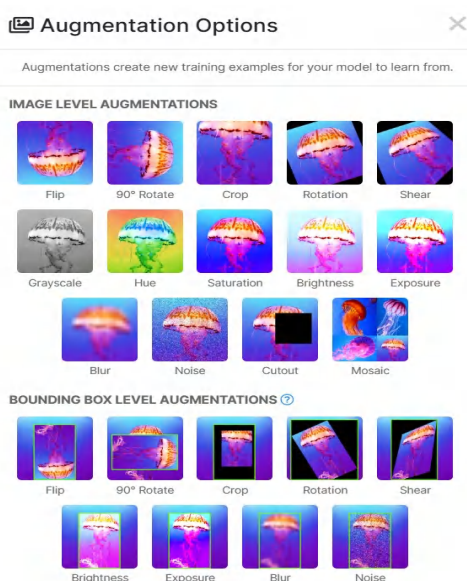 Augmentation Options
Augmentations create new training examples for your model to learn from.
IMAGE LEVEL AUGMENTATIONS
Flip 90° Rotate Crop Rotation Shear
Grayscale Hue Saturation Brightness Exposure
Blur Noise Cutout Mosaic
BOUNDING BOX LEVEL AUGMENTATIONS ?
Flip 90° Rotate Crop Rotation Shear
Brightness Exposure Blur Noise